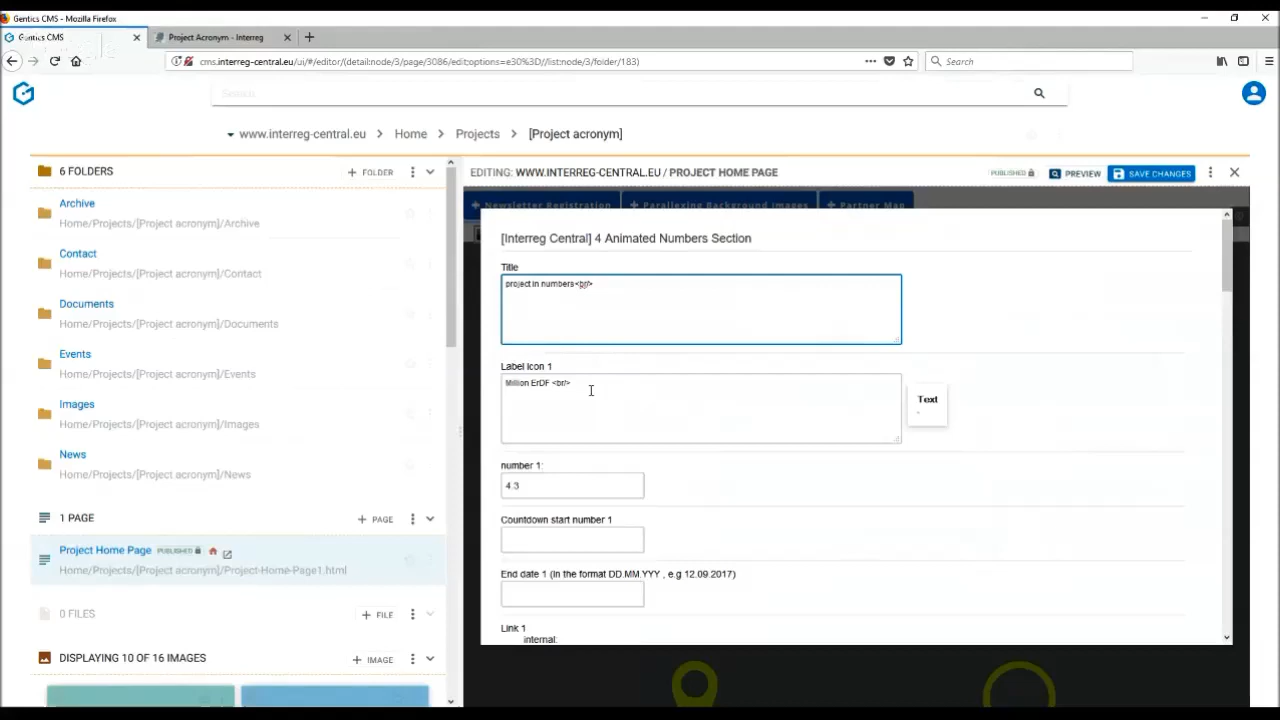 Gentics CMS - Mozilla Firefox
Gentics CMS
Project Acronym - Interreg
cms.interreg-central.eu/ui/#/editor/(detail:node/3/page/3086/edit;options=e30%3D//list:node/3/folder/183)
Search
Search
www.interreg-central.eu > Home > Projects > [Project acronym]
6 FOLDERS
+ FOLDER
Archive
Home/Projects/[Project acronym]/Archive
Contact
Home/Projects/[Project acronym]/Contact
Documents
Home/Projects/[Project acronym]/Documents
Events
Home/Projects/[Project acronym]/Events
Images
Home/Projects/[Project acronym]/Images
News
Home/Projects/[Project acronym]/News
1 PAGE
+ PAGE
Project Home Page PUBLISHED
Home/Projects/[Project acronym]/Project-Home-Page1.html
0 FILES
+ FILE
DISPLAYING 10 OF 16 IMAGES
+ IMAGE
EDITING: WWW.INTERREG-CENTRAL.EU / PROJECT HOME PAGE
PUBLISHED
PREVIEW
SAVE CHANGES
+ Newsletter Registration
+ Parallexing Background Images
+ Partner Map
[Interreg Central] 4 Animated Numbers Section
Title
project in numbers<br/>
Label Icon 1
Million ErDF <br/>
Text
number 1:
4.3
Countdown start number 1
End date 1 (in the format DD.MM.YYY , e.g 12.09.2017)
Link 1
internal: